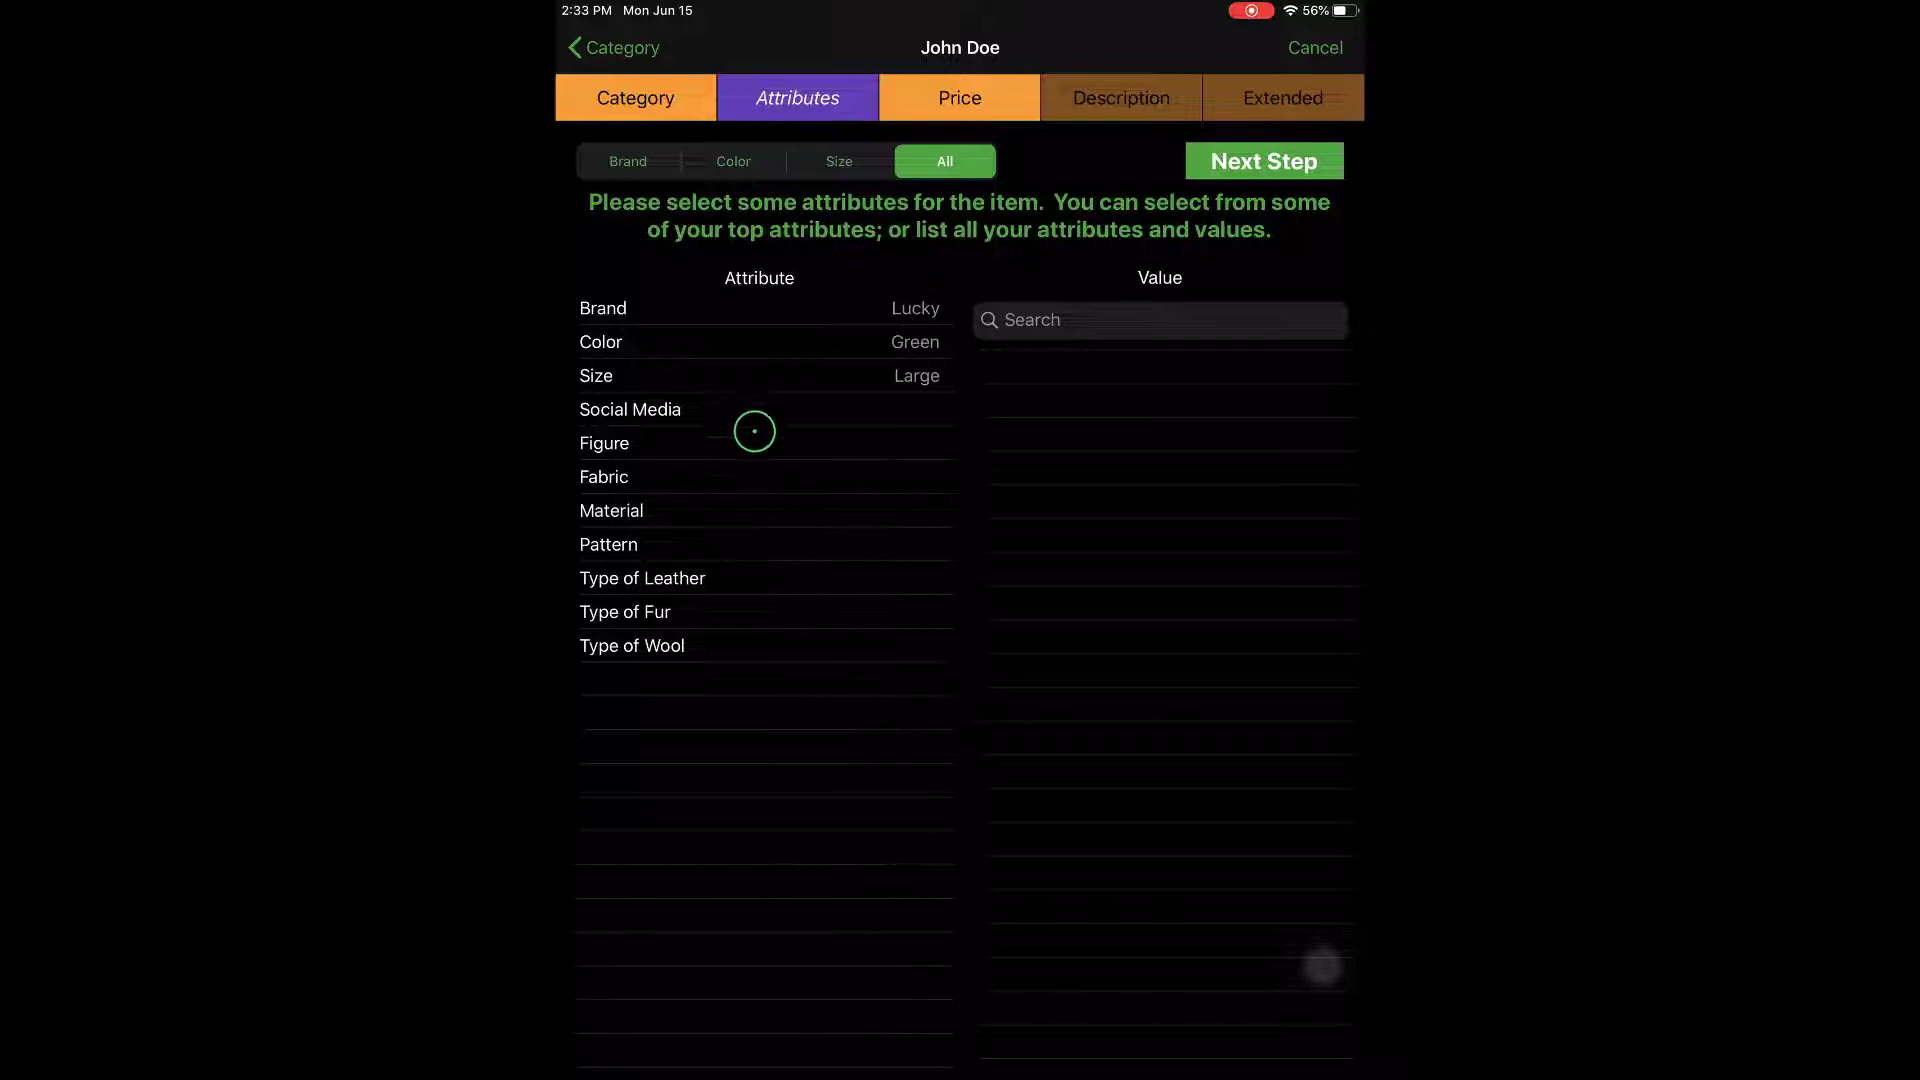 2:33 PM Mon Jun 15 56%
Category John Doe Cancel
Category Attributes Price Description Extended
Brand Color Size All Next Step
Please select some attributes for the item. You can select from some
of your top attributes; or list all your attributes and values.
Attribute Value
Brand Lucky
Search
Color Green
Size Large
Social Media
Figure
Fabric
Material
Pattern
Type of Leather
Type of Fur
Type of Wool